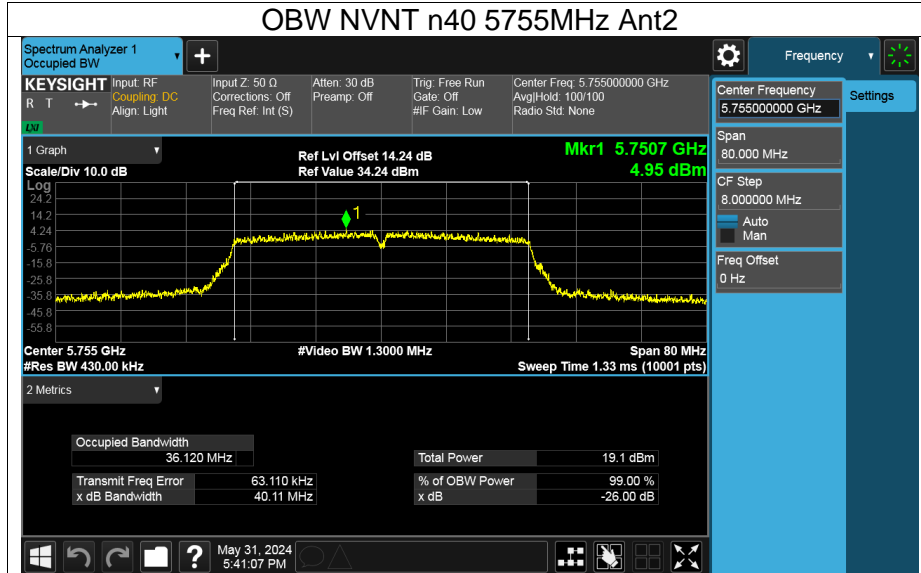 OBW NVNT n40 5755MHz Ant2
Spectrum Analyzer 1
Occupied BW
+
Frequency
KEYSIGHT
R T
LXI
Input: RF
Coupling: DC
Align: Light
Input Z: 50 Ω
Corrections: Off
Freq Ref: Int (S)
Atten: 30 dB
Preamp: Off
Trig: Free Run
Gate: Off
#IF Gain: Low
Center Freq: 5.755000000 GHz
Avg|Hold: 100/100
Radio Std: None
Center Frequency
5.755000000 GHz
Settings
Span
80.000 MHz
CF Step
8.000000 MHz
Auto
Man
Freq Offset
0 Hz
1 Graph
Scale/Div 10.0 dB
Ref Lvl Offset 14.24 dB
Ref Value 34.24 dBm
Mkr1 5.7507 GHz
4.95 dBm
Log
24.2
14.2
4.24
-5.76
-15.8
-25.8
-35.8
-45.8
-55.8
1
Center 5.755 GHz
#Res BW 430.00 kHz
#Video BW 1.3000 MHz
Span 80 MHz
Sweep Time 1.33 ms (10001 pts)
2 Metrics
Occupied Bandwidth
36.120 MHz
Transmit Freq Error 63.110 kHz
x dB Bandwidth 40.11 MHz
Total Power 19.1 dBm
% of OBW Power 99.00 %
x dB -26.00 dB
?
May 31, 2024
5:41:07 PM